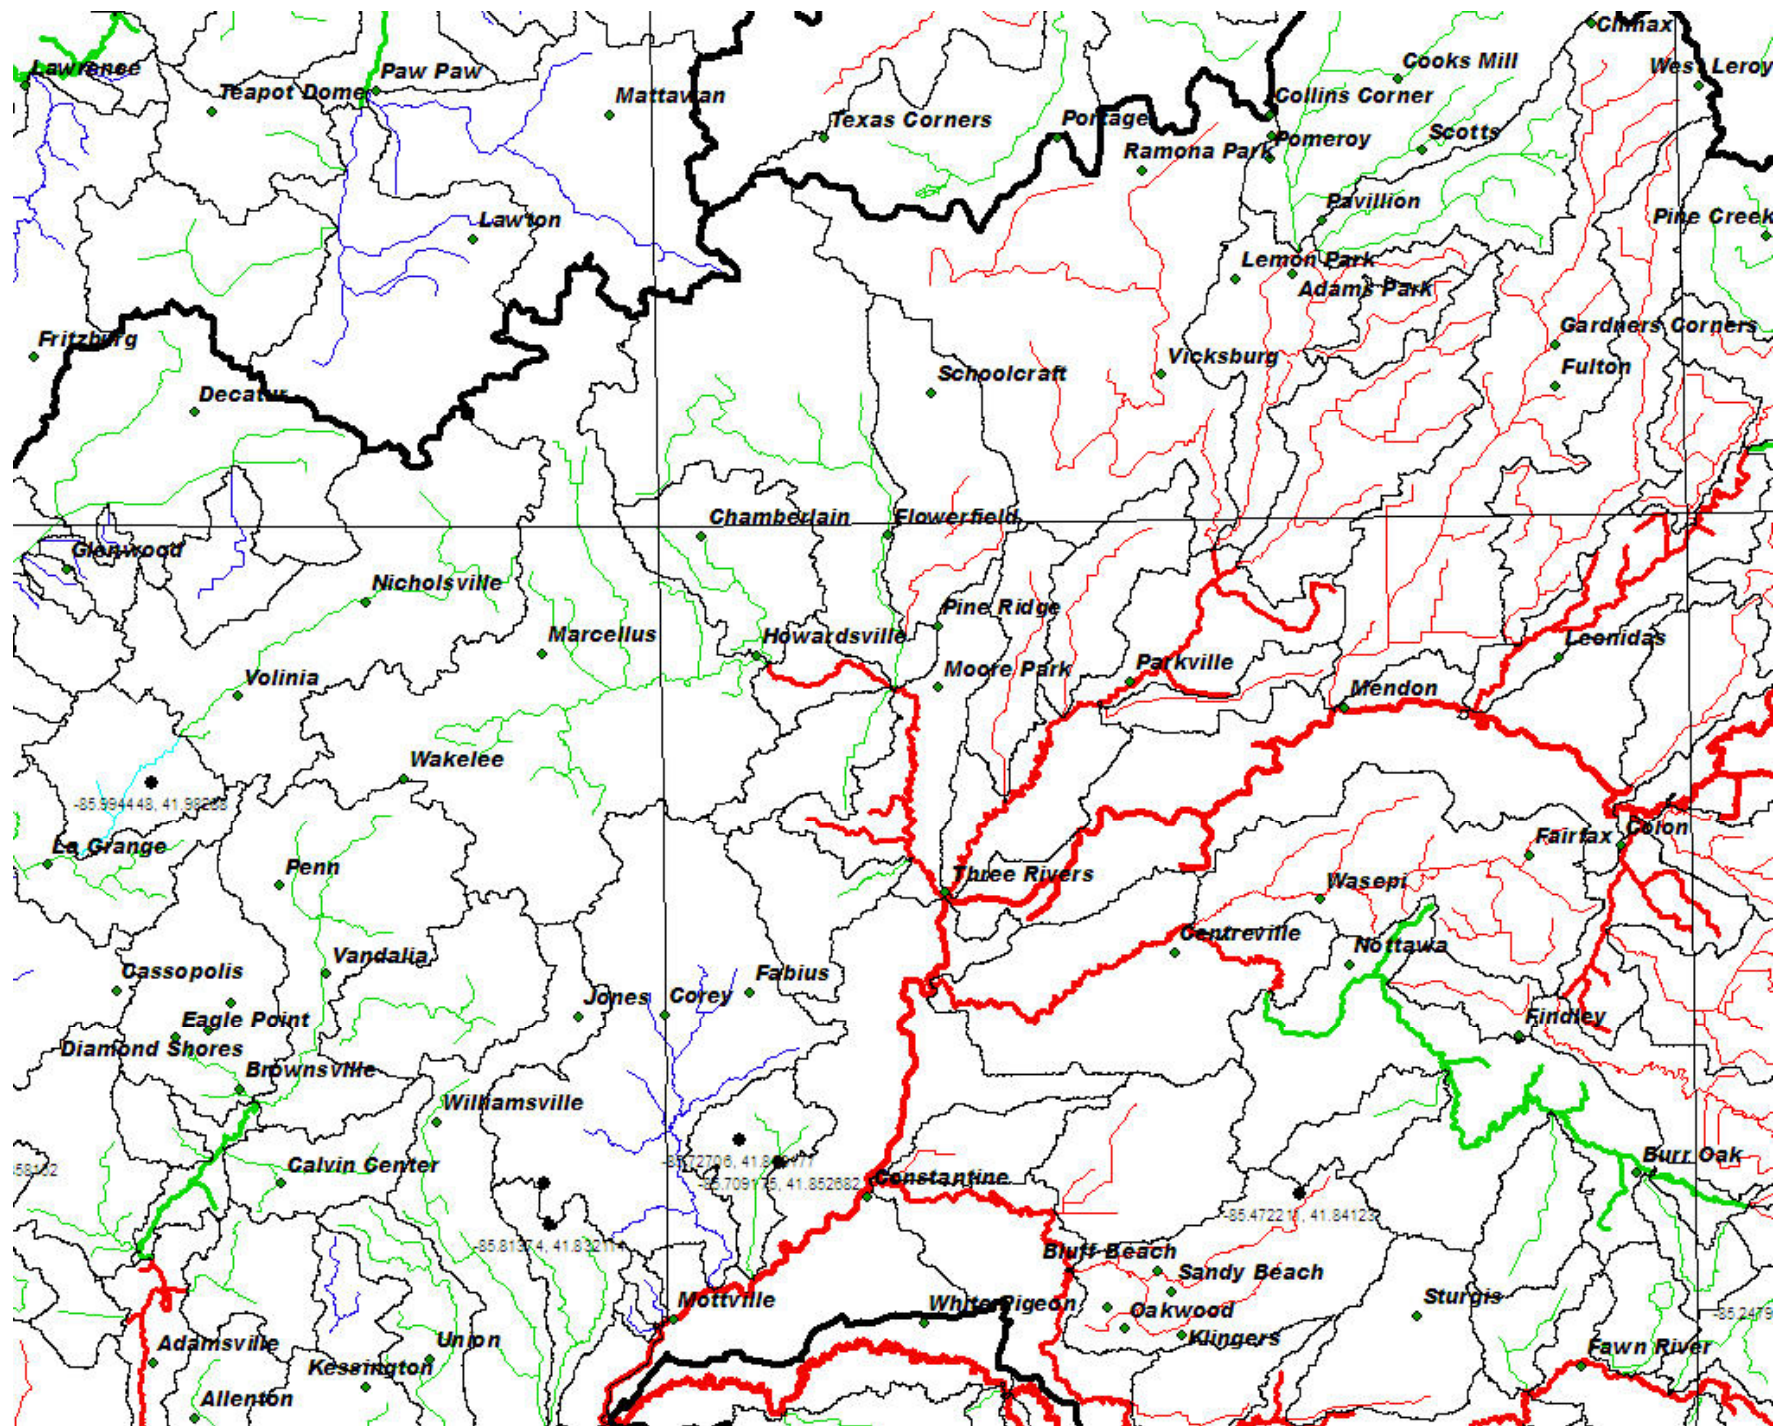 Climax
Lawrence
Paw Paw
Cooks Mill
West Leroy
Teapot Dome
Mattawan
Collins Corner
Texas Corners
Portage
Pomeroy
Scotts
Ramona Park
Pavillion
Pine Creek
Lawton
Lemon Park
Adams Park
Fritzburg
Gardners Corners
Vicksburg
Fulton
Schoolcraft
Decatur
Chamberlain
Flowerfield
Glenwood
Nicholsville
Pine Ridge
Marcellus
Howardsville
Leonidas
Volinia
Moore Park
Parkville
Mendon
Wakelee
La Grange
Fairfax
Colon
Penn
Three Rivers
Wasepi
Centreville
Nottawa
Vandalia
Cassopolis
Fabius
Jones
Corey
Eagle Point
Findley
Diamond Shores
Brownsville
Williamsville
Burr Oak
Calvin Center
-85.709175, 41.852682
Constantine
Bluff Beach
Sandy Beach
Mottville
White Pigeon
Oakwood
Sturgis
Klingers
Adamsville
Union
Fawn River
Kessington
Allenton